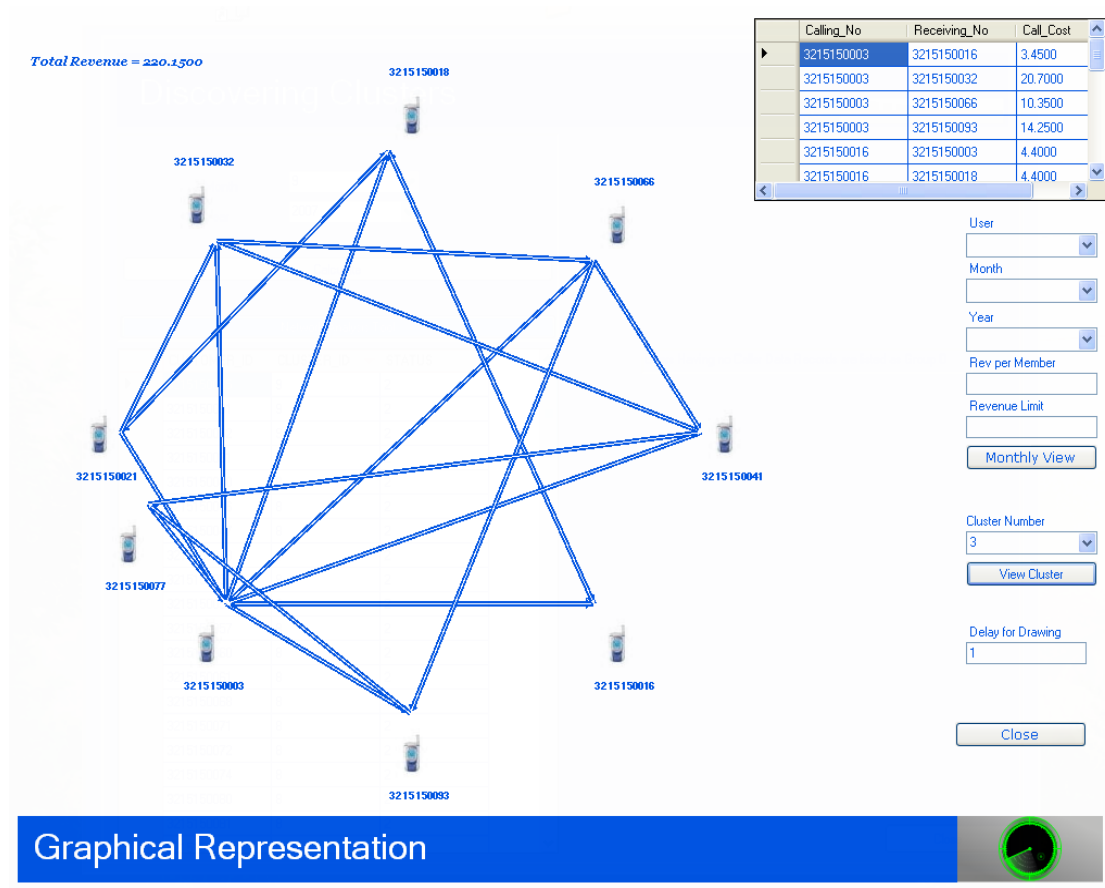 Total Revenue = 220.1500
Discovering Clusters
3215150018
3215150032
3215150066
3215150021
3215150041
3215150077
3215150003
3215150016
3215150093
Calling_No Receiving_No Call_Cost
3215150003 3215150016 3.4500
3215150003 3215150032 20.7000
3215150003 3215150066 10.3500
3215150003 3215150093 14.2500
3215150016 3215150003 4.4000
3215150016 3215150018 4.4000
User
Month
Year
Rev per Member
Revenue Limit
Monthly View
Cluster Number
3
View Cluster
Delay for Drawing
1
Close
Graphical Representation